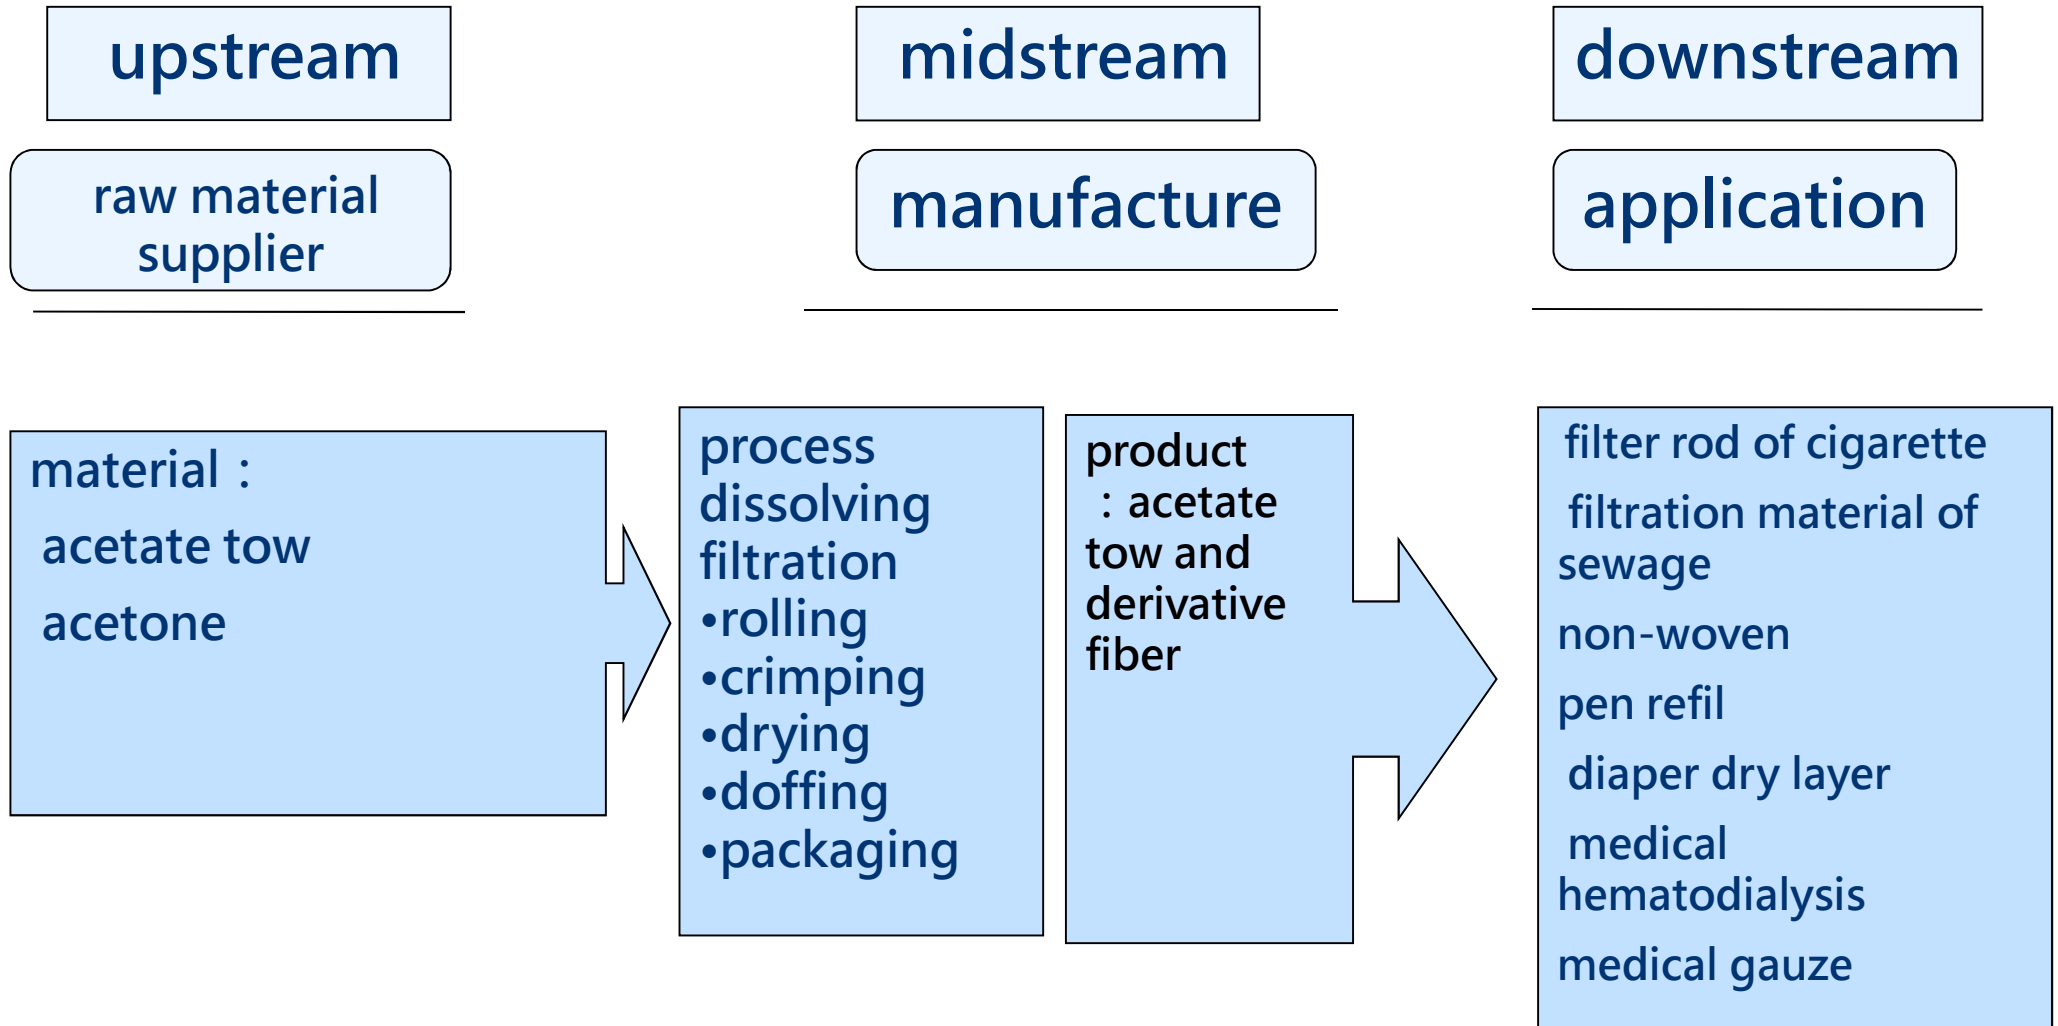 upstream
midstream
downstream
raw material
supplier
manufacture
application
material：
acetate tow
acetone
process
dissolving
filtration
•rolling
•crimping
•drying
•doffing
•packaging
product
：acetate
tow and
derivative
fiber
filter rod of cigarette
filtration material of
sewage
non-woven
pen refil
diaper dry layer
medical
hematodialysis
medical gauze